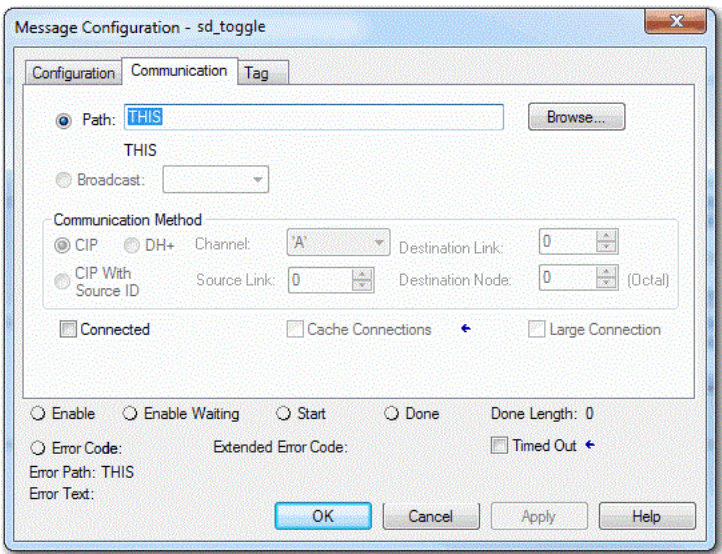 Message Configuration - sd_toggle
X
Configuration Communication Tag
Path: THIS Browse...
THIS
Broadcast:
Communication Method
CIP DH+ Channel: 'A' Destination Link: 0
CIP With Source ID Source Link: 0 Destination Node: 0 (Octal)
Connected Cache Connections Large Connection
Enable Enable Waiting Start Done Done Length: 0
Error Code: Extended Error Code: Timed Out
Error Path: THIS
Error Text:
OK Cancel Apply Help